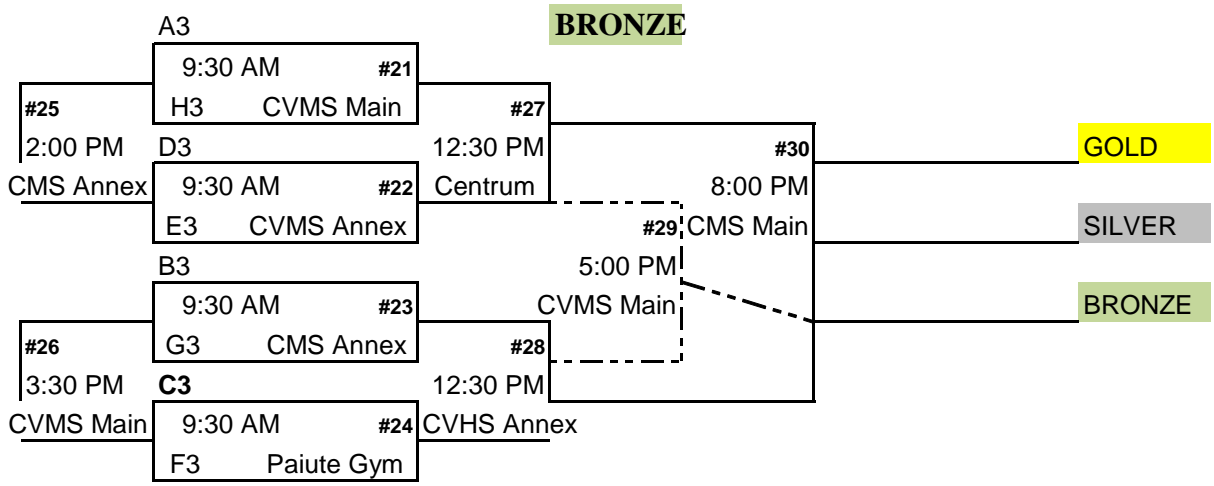 A3 BRONZE
9:30 AM #21
#25 H3 CVMS Main #27
2:00 PM D3 12:30 PM #30 GOLD
CMS Annex 9:30 AM #22 Centrum 8:00 PM
E3 CVMS Annex #29 CMS Main SILVER
B3 5:00 PM
9:30 AM #23 CVMS Main BRONZE
#26 G3 CMS Annex #28
3:30 PM C3 12:30 PM
CVMS Main 9:30 AM #24 CVHS Annex
F3 Paiute Gym